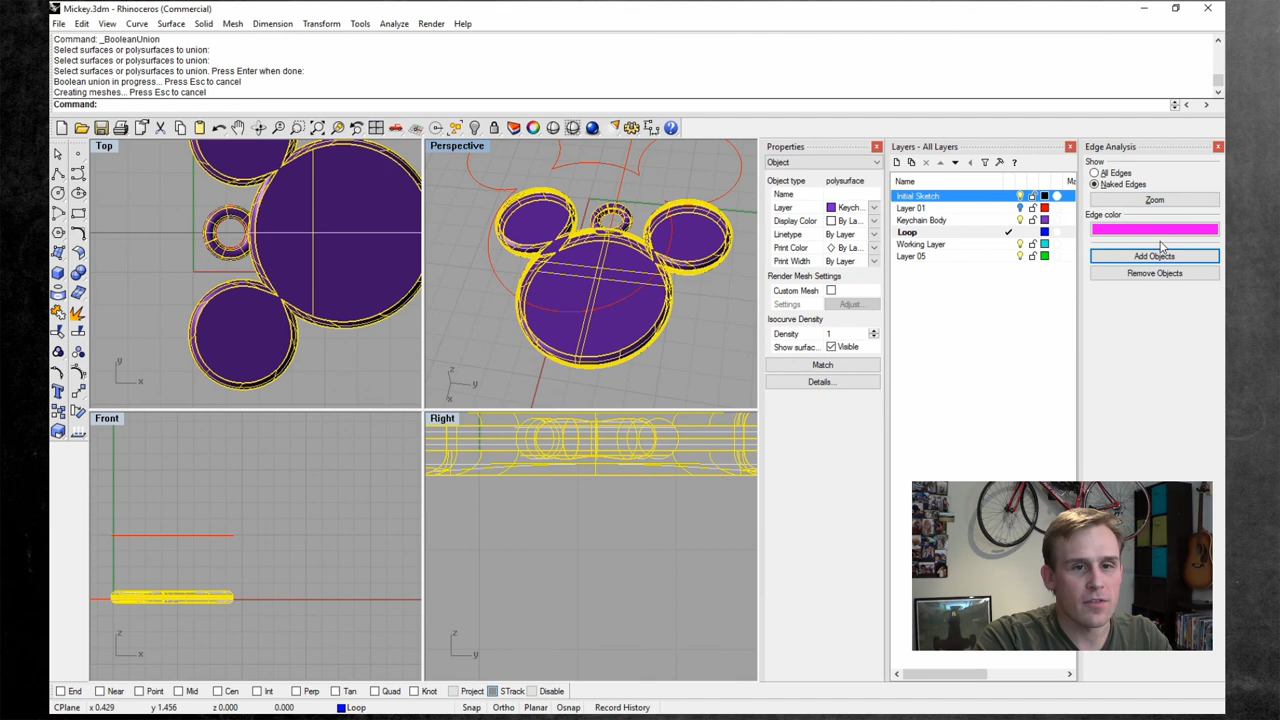 Mickey.3dm - Rhinoceros (Commercial)
File Edit View Curve Surface Solid Mesh Dimension Transform Tools Analyze Render Help
Command: _BooleanUnion
Select surfaces or polysurfaces to union:
Select surfaces or polysurfaces to union:
Select surfaces or polysurfaces to union. Press Enter when done:
Boolean union in progress... Press Esc to cancel
Creating meshes... Press Esc to cancel
Command:
Top
z
y
x
Perspective
z
y
x
Front
z
x
Right
z
y
Properties
Object
Object type polysurface
Name
Layer Keych...
Display Color By La...
Linetype By Layer
Print Color By La...
Print Width By Layer
Render Mesh Settings
Custom Mesh
Settings Adjust...
Isocurve Density
Density 1
Show surfac... Visible
Match
Details...
Layers - All Layers
Name Ma
Initial Sketch
Layer 01
Keychain Body
Loop
Working Layer
Layer 05
Edge Analysis
Show
All Edges
Naked Edges
Zoom
Edge color
Add Objects
Remove Objects
End Near Point Mid Cen Int Perp Tan Quad Knot Project STrack Disable
CPlane x 0.429 y 1.456 z 0.000 0.000 Loop Snap Ortho Planar Osnap Record History